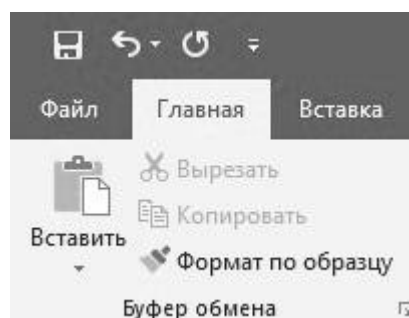 Файл Главная Вставка
Вырезать
Копировать
Вставить
Формат по образцу
Буфер обмена